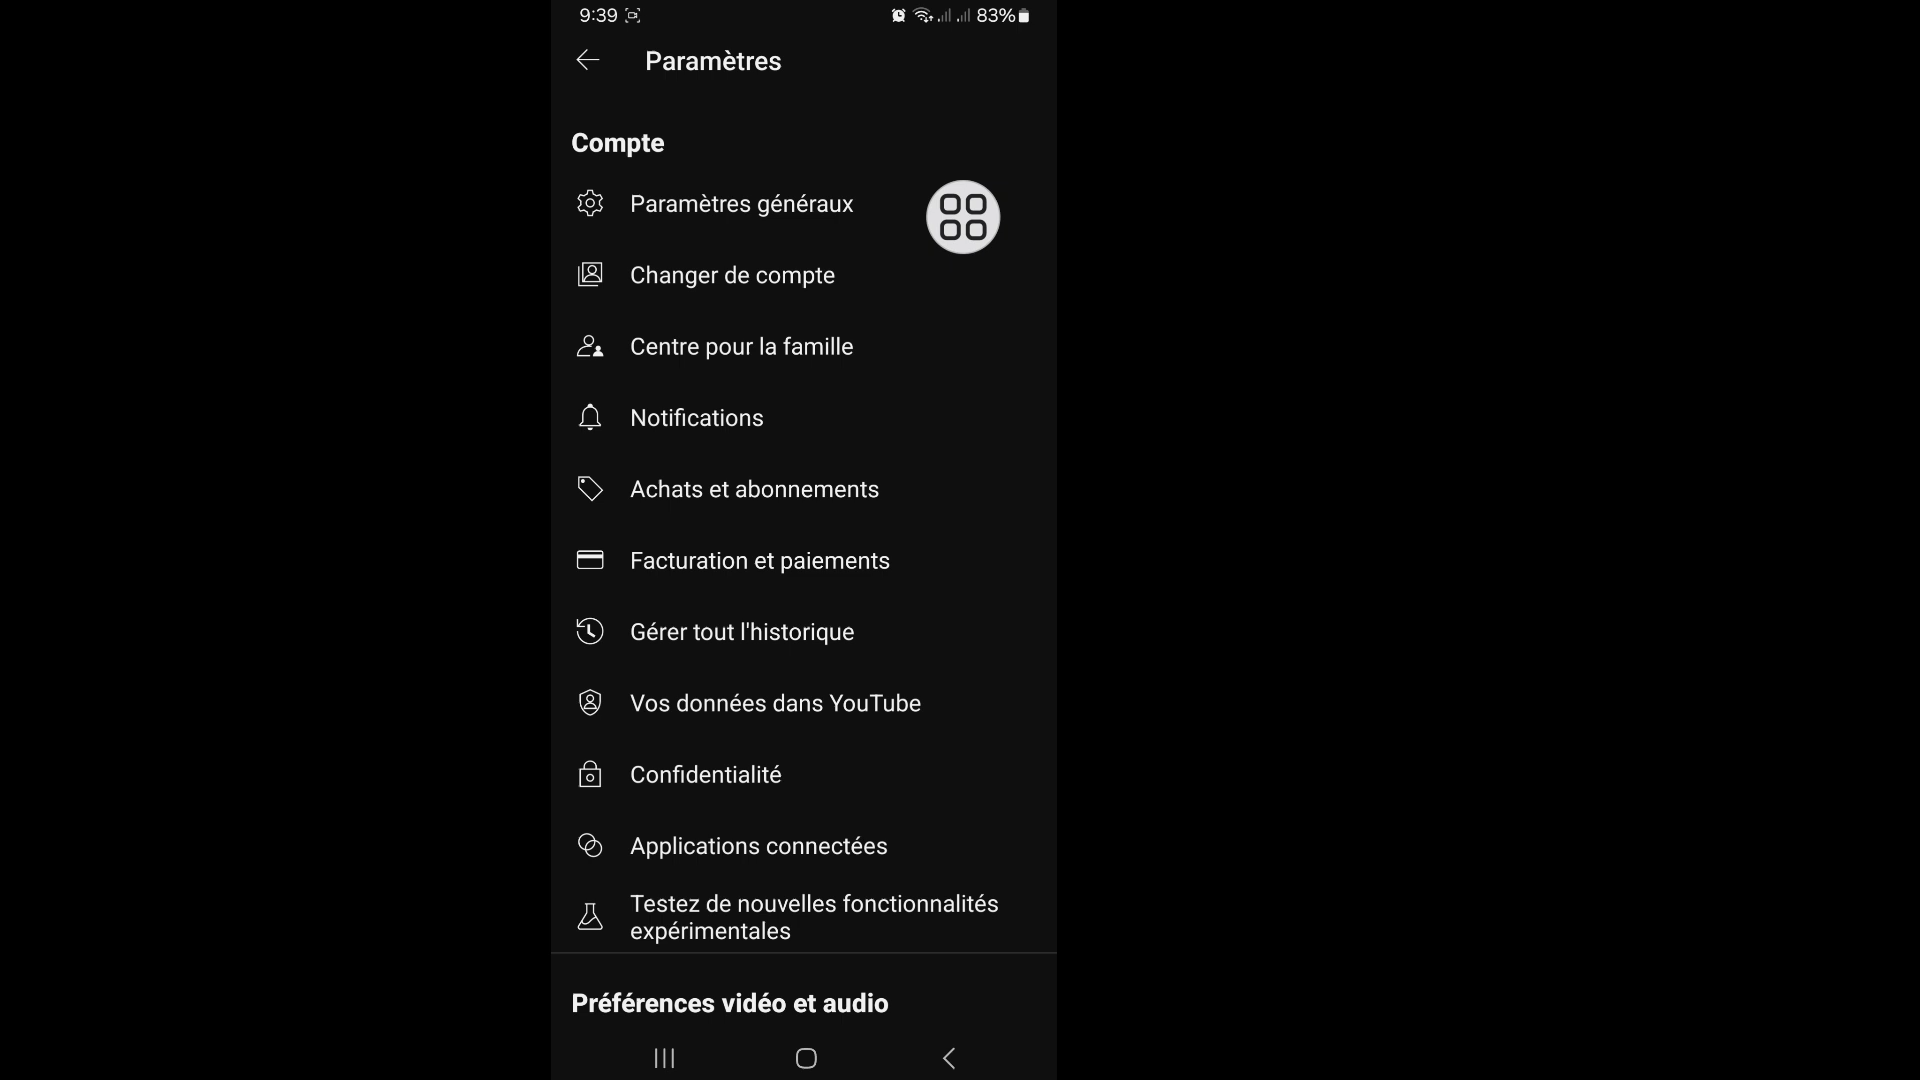 9:39 83%
Paramètres
Compte
Paramètres généraux
Changer de compte
Centre pour la famille
Notifications
Achats et abonnements
Facturation et paiements
Gérer tout l'historique
Vos données dans YouTube
Confidentialité
Applications connectées
Testez de nouvelles fonctionnalités
expérimentales
Préférences vidéo et audio